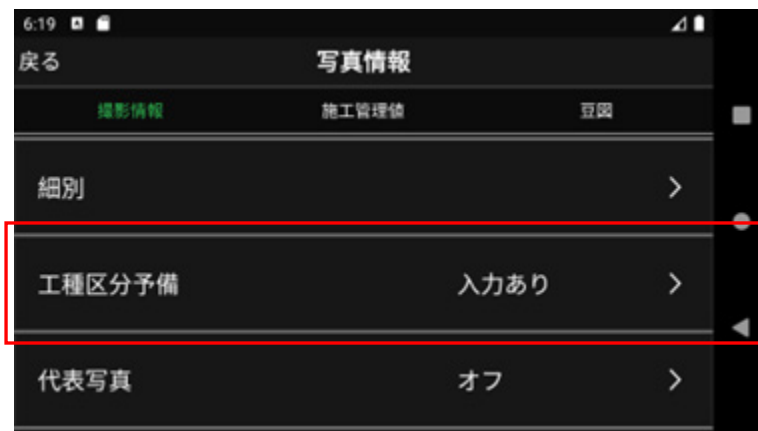 6:19
戻る 写真情報
撮影情報 施工管理値 豆図
細別 >
工種区分予備 入力あり >
代表写真 オフ >